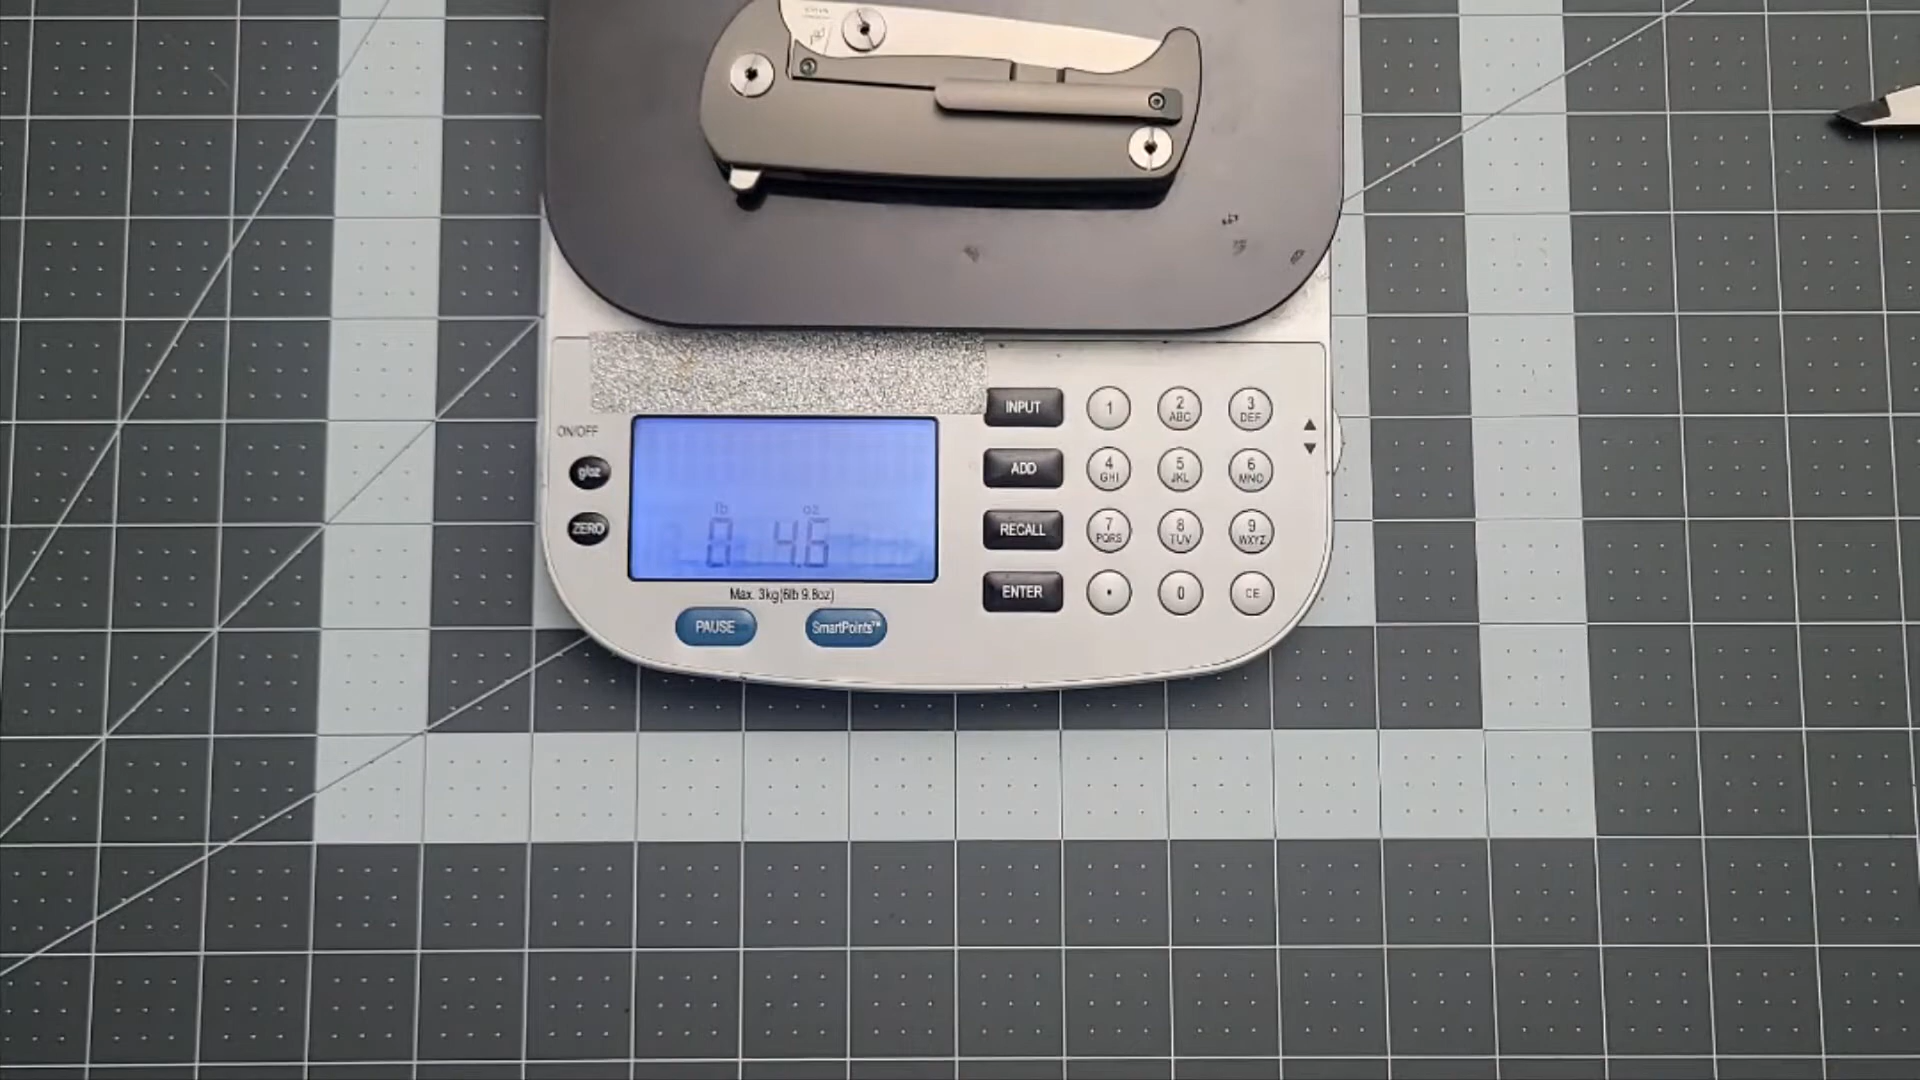 INPUT 1 2 ABC 3 DEF
ON/OFF
g/oz
ADD 4 GHI 5 JKL 6 MNO
lb oz
0 4.6
ZERO
RECALL 7 PQRS 8 TUV 9 WXYZ
Max. 3kg(6lb 9.8oz)
ENTER • 0 CE
PAUSE SmartPoints™